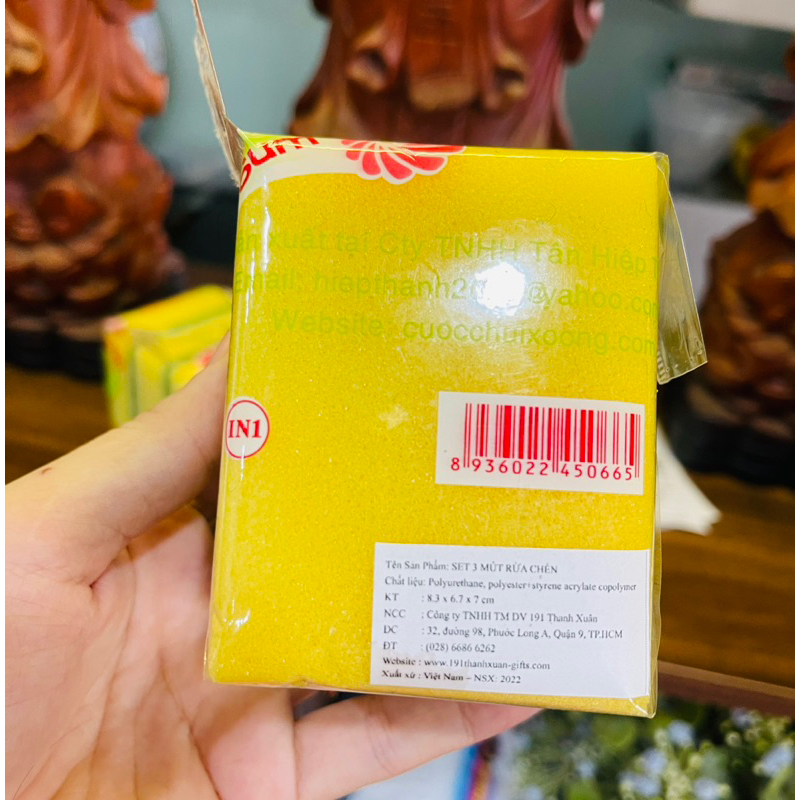 xuất tại Cty TNHH Tân Hiệp
Email: hiapthanh @yahoo.com
Website: cuocchuixoong.com
IN1
8 936022 450665
Tên Sản Phẩm: SET 3 MÚT RỬA CHÉN
Chất liệu: Polyurethane, polyester+styrene acrylate copolymer
KT : 8.3 x 6.7 x 7 cm
NCC : Công ty TNHH TM DV 191 Thanh Xuân
DC : 32, đường 98, Phước Long A, Quận 9, TP.HCM
ĐT : (028) 6686 6262
Website : www.191thanhxuan-gifts.com
Xuất xứ : Việt Nam – NSX: 2022